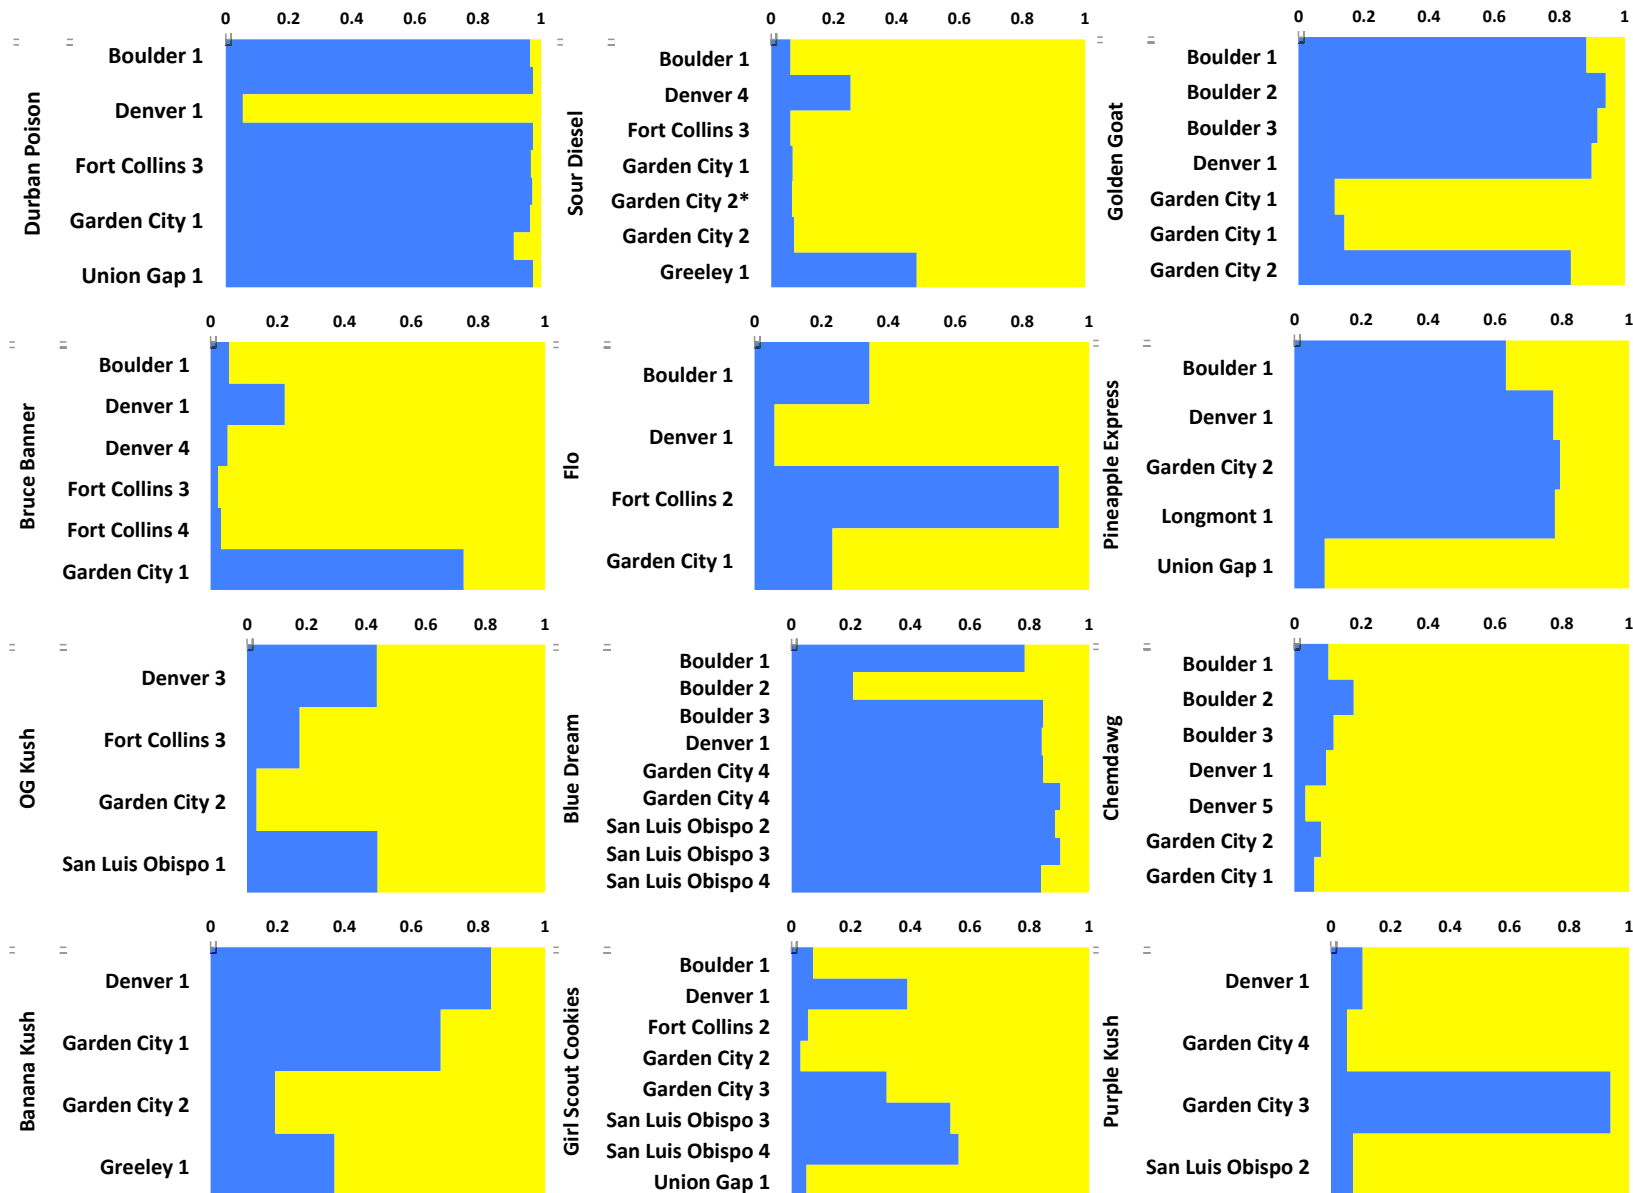 0 0.2 0.4 0.6 0.8 1
Durban Poison
Boulder 1
Denver 1
Fort Collins 3
Garden City 1
Union Gap 1
0 0.2 0.4 0.6 0.8 1
Sour Diesel
Boulder 1
Denver 4
Fort Collins 3
Garden City 1
Garden City 2*
Garden City 2
Greeley 1
0 0.2 0.4 0.6 0.8 1
Golden Goat
Boulder 1
Boulder 2
Boulder 3
Denver 1
Garden City 1
Garden City 1
Garden City 2
0 0.2 0.4 0.6 0.8 1
Bruce Banner
Boulder 1
Denver 1
Denver 4
Fort Collins 3
Fort Collins 4
Garden City 1
0 0.2 0.4 0.6 0.8 1
Flo
Boulder 1
Denver 1
Fort Collins 2
Garden City 1
0 0.2 0.4 0.6 0.8 1
Pineapple Express
Boulder 1
Denver 1
Garden City 2
Longmont 1
Union Gap 1
0 0.2 0.4 0.6 0.8 1
OG Kush
Denver 3
Fort Collins 3
Garden City 2
San Luis Obispo 1
0 0.2 0.4 0.6 0.8 1
Blue Dream
Boulder 1
Boulder 2
Boulder 3
Denver 1
Garden City 4
Garden City 4
San Luis Obispo 2
San Luis Obispo 3
San Luis Obispo 4
0 0.2 0.4 0.6 0.8 1
Chemdawg
Boulder 1
Boulder 2
Boulder 3
Denver 1
Denver 5
Garden City 2
Garden City 1
0 0.2 0.4 0.6 0.8 1
Banana Kush
Denver 1
Garden City 1
Garden City 2
Greeley 1
0 0.2 0.4 0.6 0.8 1
Girl Scout Cookies
Boulder 1
Denver 1
Fort Collins 2
Garden City 2
Garden City 3
San Luis Obispo 3
San Luis Obispo 4
Union Gap 1
0 0.2 0.4 0.6 0.8 1
Purple Kush
Denver 1
Garden City 4
Garden City 3
San Luis Obispo 2